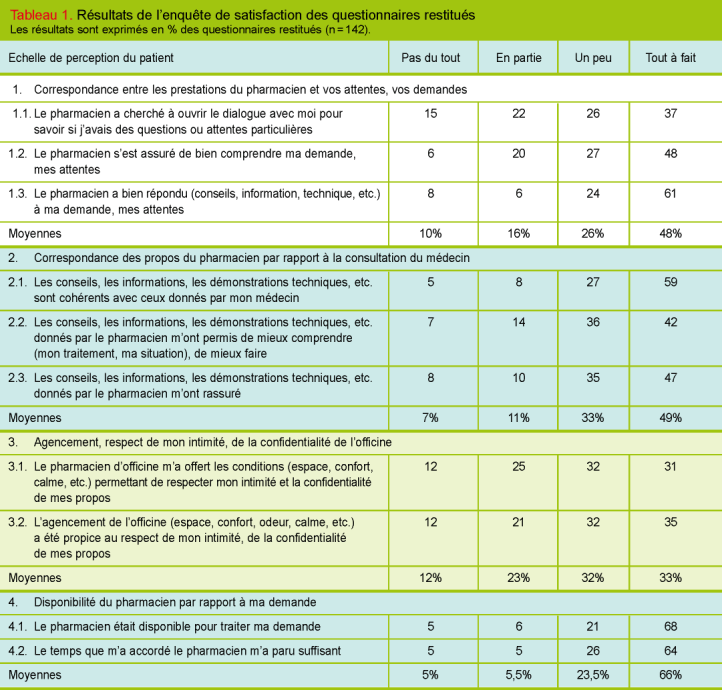 Tableau 1. Résultats de l'enquête de satisfaction des questionnaires restitués
Les résultats sont exprimés en % des questionnaires restitués (n = 142).
Echelle de perception du patient Pas du tout En partie Un peu Tout à fait
1. Correspondance entre les prestations du pharmacien et vos attentes, vos demandes
1.1. Le pharmacien a cherché à ouvrir le dialogue avec moi pour 15 22 26 37
savoir si j'avais des questions ou attentes particulières
1.2. Le pharmacien s'est assuré de bien comprendre ma demande, 6 20 27 48
mes attentes
1.3. Le pharmacien a bien répondu (conseils, information, technique, etc.) 8 6 24 61
à ma demande, mes attentes
Moyennes 10% 16% 26% 48%
2. Correspondance des propos du pharmacien par rapport à la consultation du médecin
2.1. Les conseils, les informations, les démonstrations techniques, etc. 5 8 27 59
sont cohérents avec ceux donnés par mon médecin
2.2. Les conseils, les informations, les démonstrations techniques, etc. 7 14 36 42
donnés par le pharmacien m'ont permis de mieux comprendre
(mon traitement, ma situation), de mieux faire
2.3. Les conseils, les informations, les démonstrations techniques, etc. 8 10 35 47
donnés par le pharmacien m'ont rassuré
Moyennes 7% 11% 33% 49%
3. Agencement, respect de mon intimité, de la confidentialité de l'officine
3.1. Le pharmacien d'officine m'a offert les conditions (espace, confort, 12 25 32 31
calme, etc.) permettant de respecter mon intimité et la confidentialité
de mes propos
3.2. L'agencement de l'officine (espace, confort, odeur, calme, etc.) 12 21 32 35
a été propice au respect de mon intimité, de la confidentialité
de mes propos
Moyennes 12% 23% 32% 33%
4. Disponibilité du pharmacien par rapport à ma demande
4.1. Le pharmacien était disponible pour traiter ma demande 5 6 21 68
4.2. Le temps que m'a accordé le pharmacien m'a paru suffisant 5 5 26 64
Moyennes 5% 5,5% 23,5% 66%